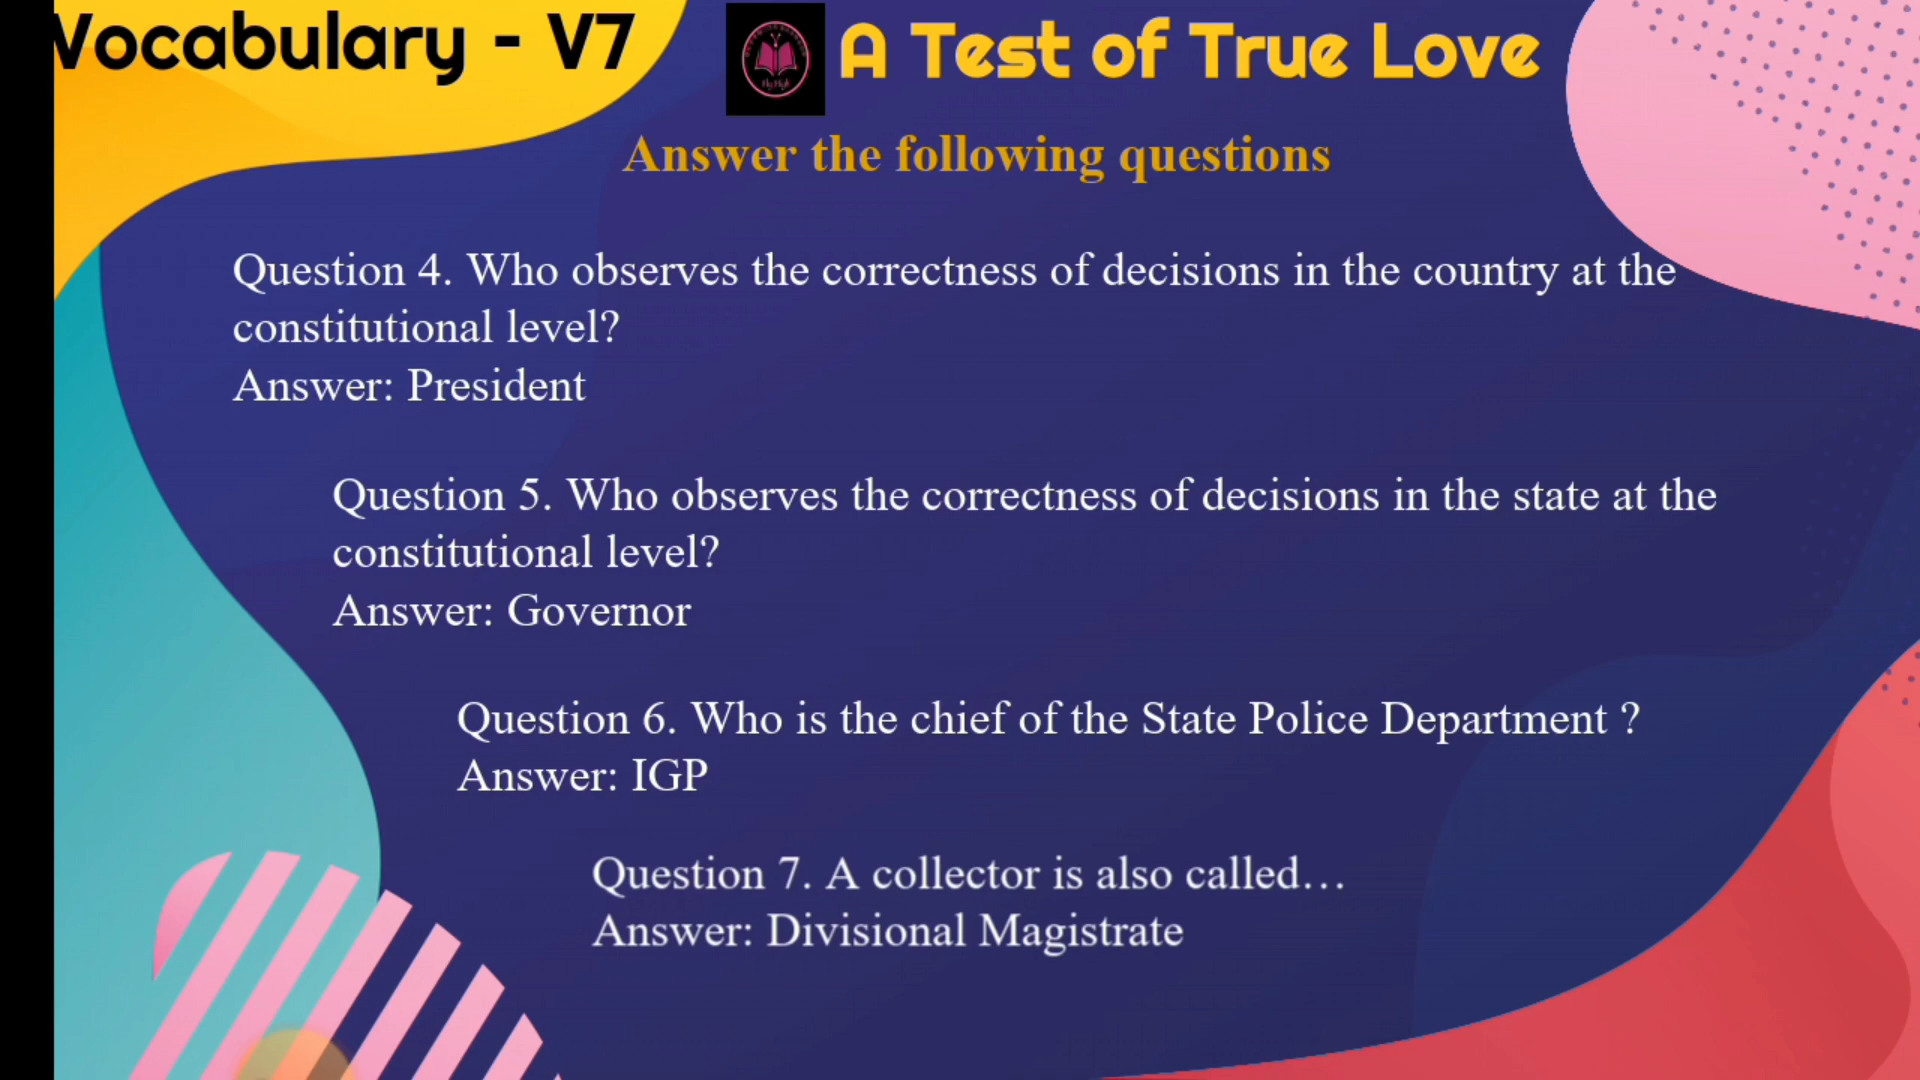 Vocabulary - V7
A Test of True Love
Answer the following questions
Question 4. Who observes the correctness of decisions in the country at the
constitutional level?
Answer: President
Question 5. Who observes the correctness of decisions in the state at the
constitutional level?
Answer: Governor
Question 6. Who is the chief of the State Police Department ?
Answer: IGP
Question 7. A collector is also called…
Answer: Divisional Magistrate